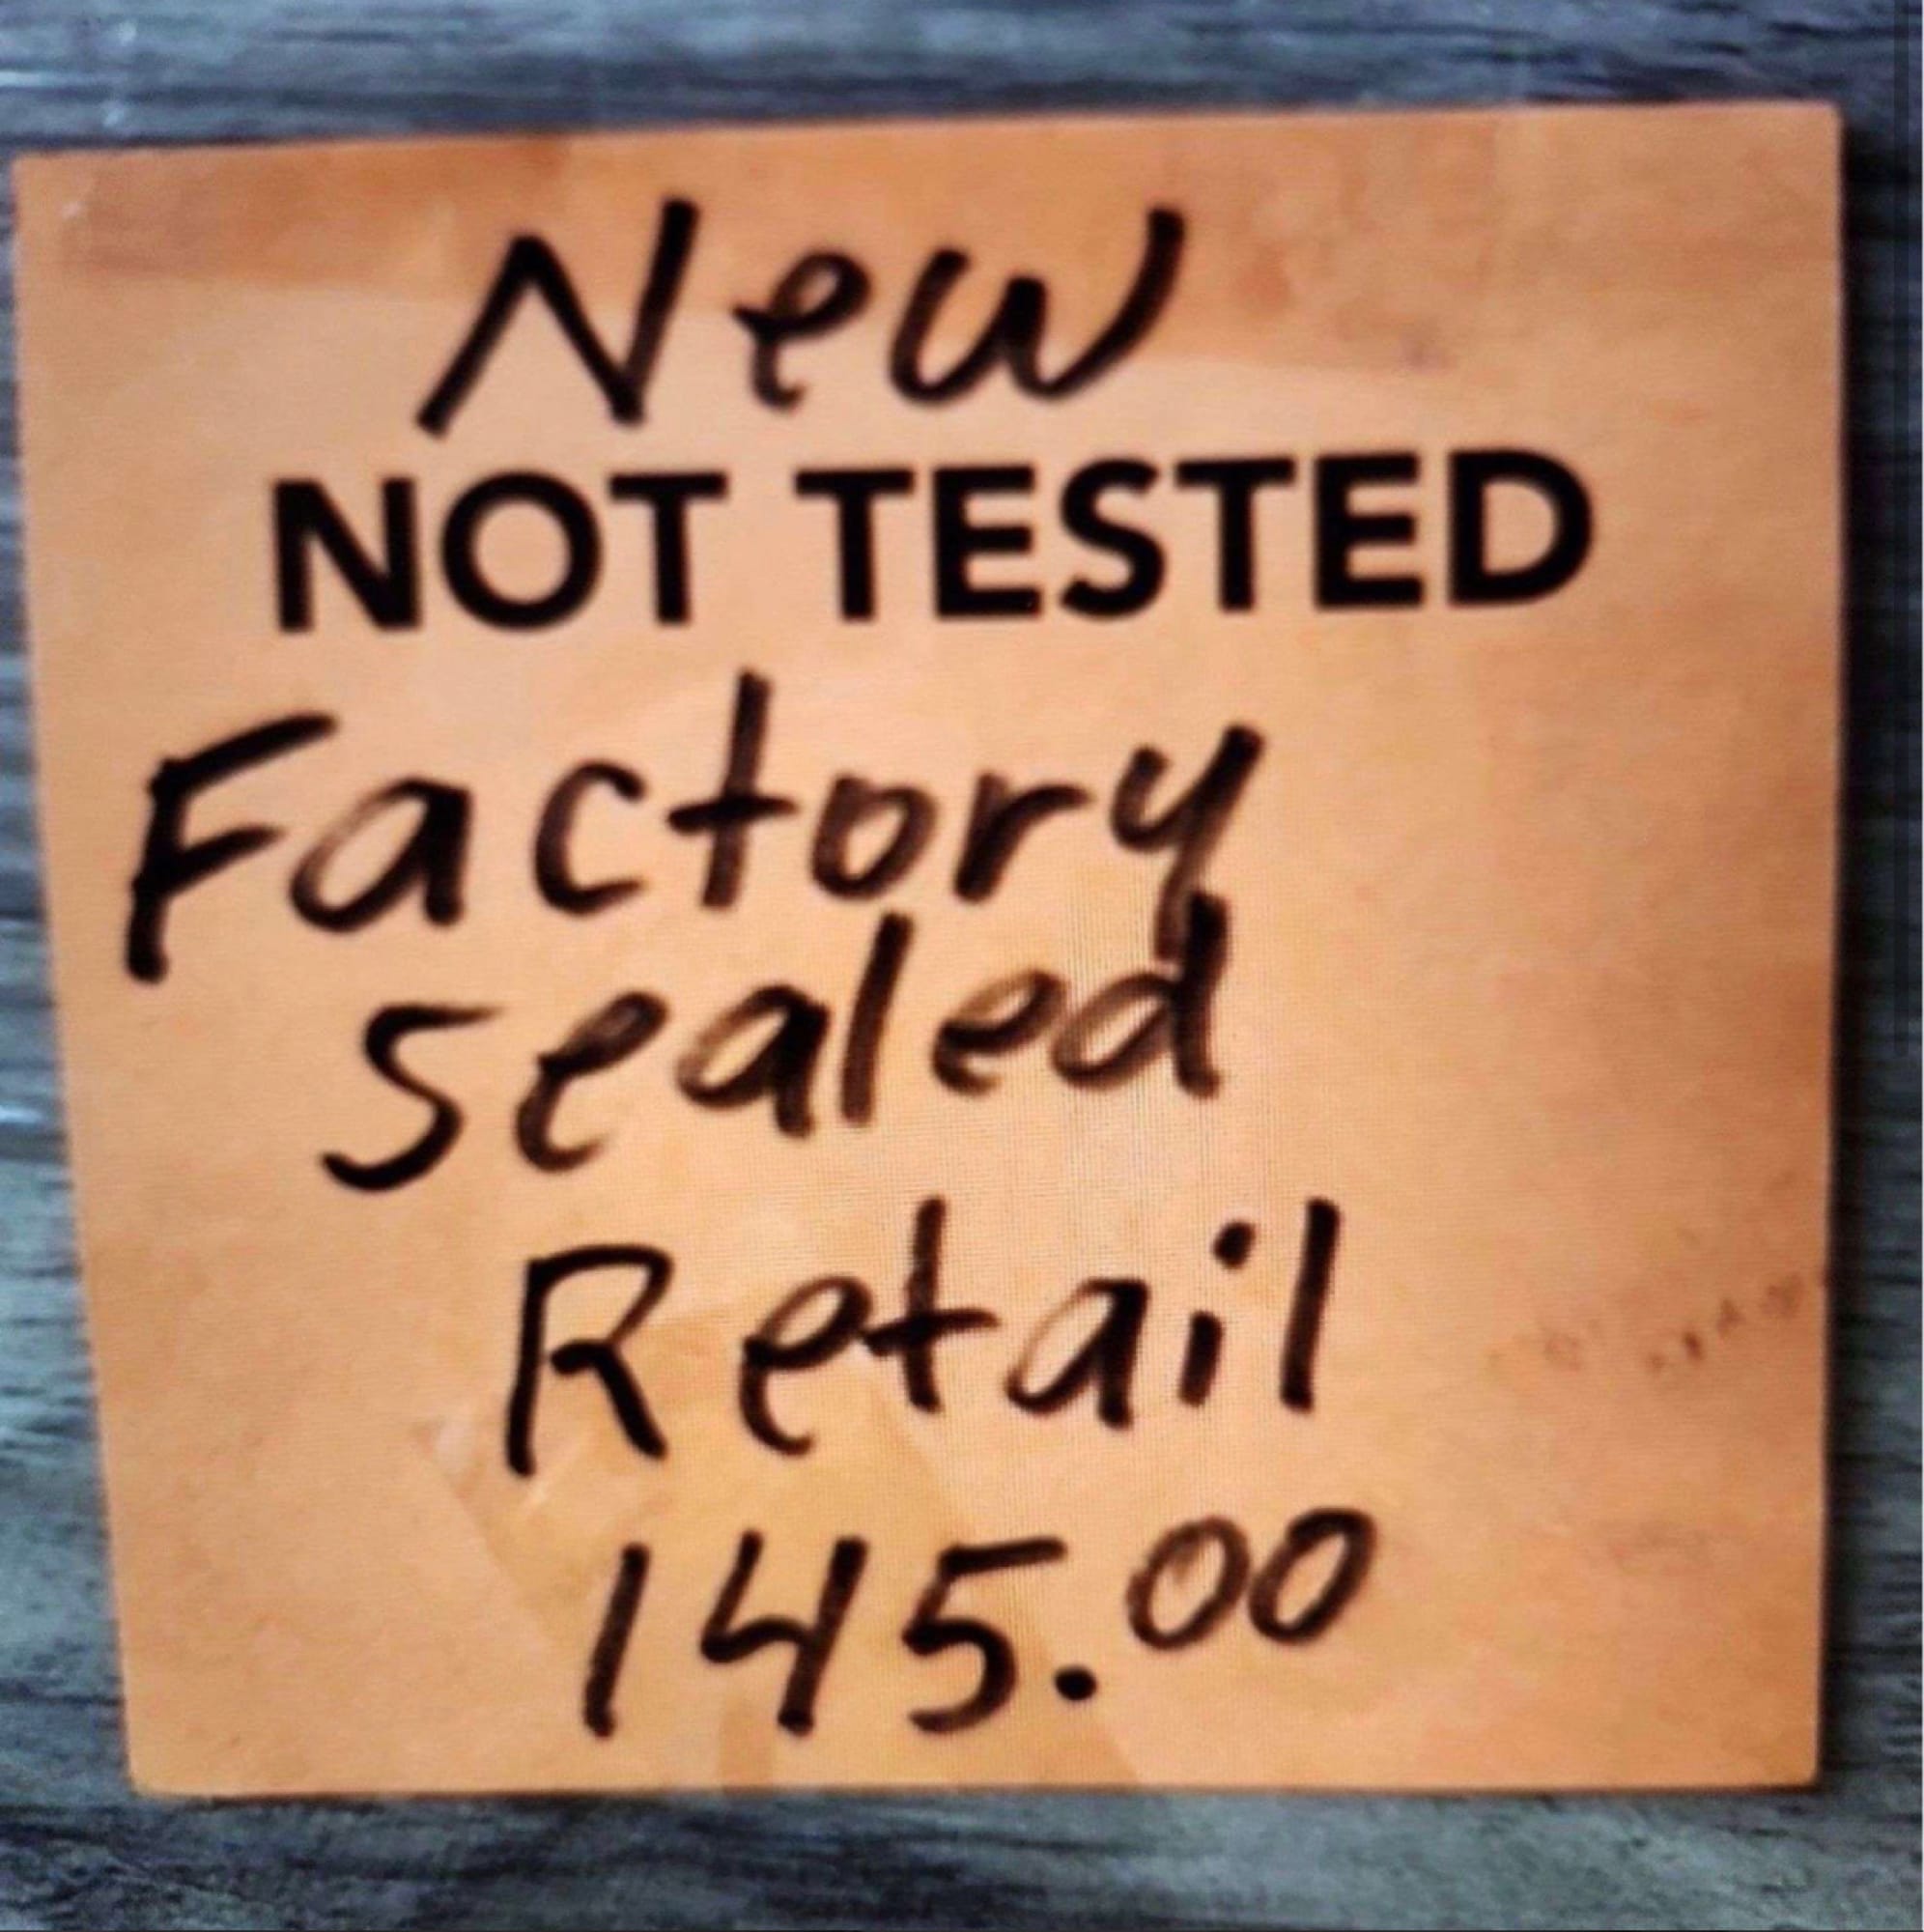 New
NOT TESTED
Factory
sealed
Retail
145.00